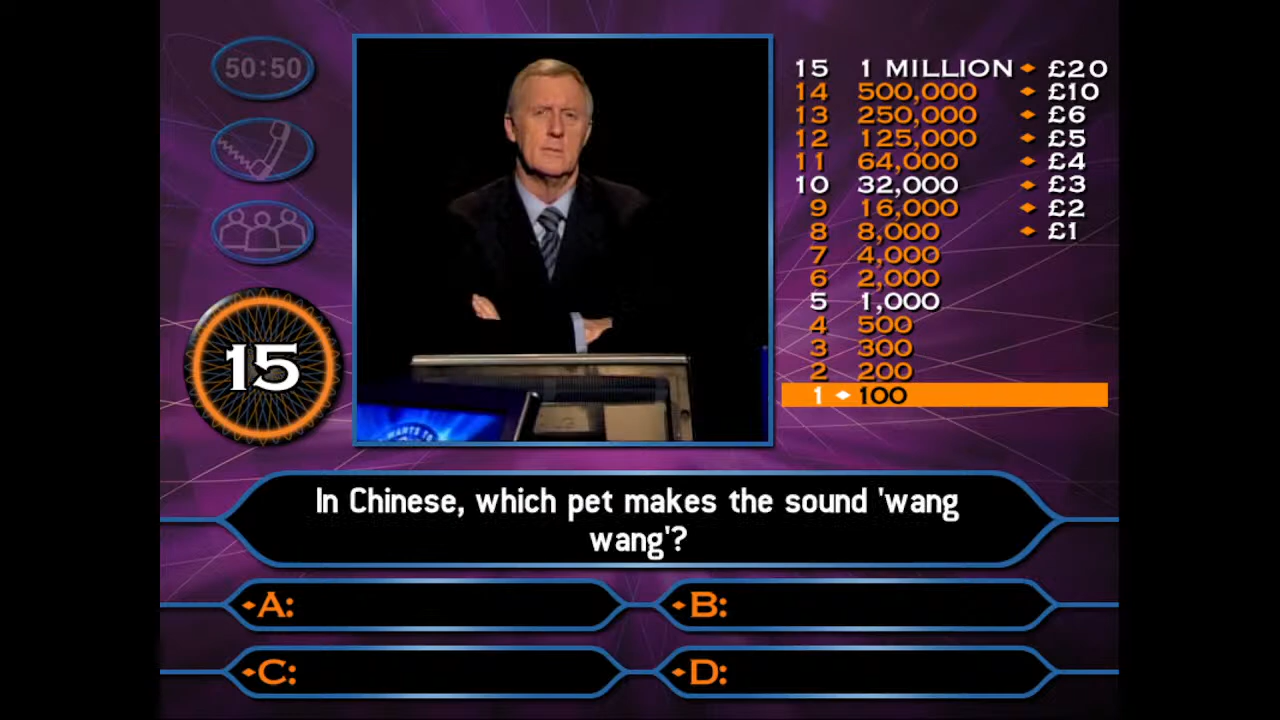 50:50
15 1 MILLION £20
14 500,000 £10
13 250,000 £6
12 125,000 £5
11 64,000 £4
10 32,000 £3
9 16,000 £2
8 8,000 £1
7 4,000
6 2,000
5 1,000
4 500
3 300
2 200
1 100
15
WANTS TO
In Chinese, which pet makes the sound 'wang
wang'?
A: B:
C: D: